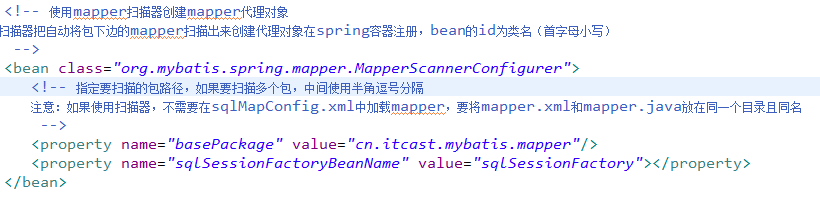 <!-- 使用mapper扫描器创建mapper代理对象
扫描器把自动将包下边的mapper扫描出来创建代理对象在spring容器注册，bean的id为类名（首字母小写）
-->
<bean class="org.mybatis.spring.mapper.MapperScannerConfigurer">
<!-- 指定要扫描的包路径，如果要扫描多个包，中间使用半角逗号分隔
注意：如果使用扫描器，不需要在sqlMapConfig.xml中加载mapper，要将mapper.xml和mapper.java放在同一个目录且同名
-->
<property name="basePackage" value="cn.itcast.mybatis.mapper"/>
<property name="sqlSessionFactoryBeanName" value="sqlSessionFactory"></property>
</bean>